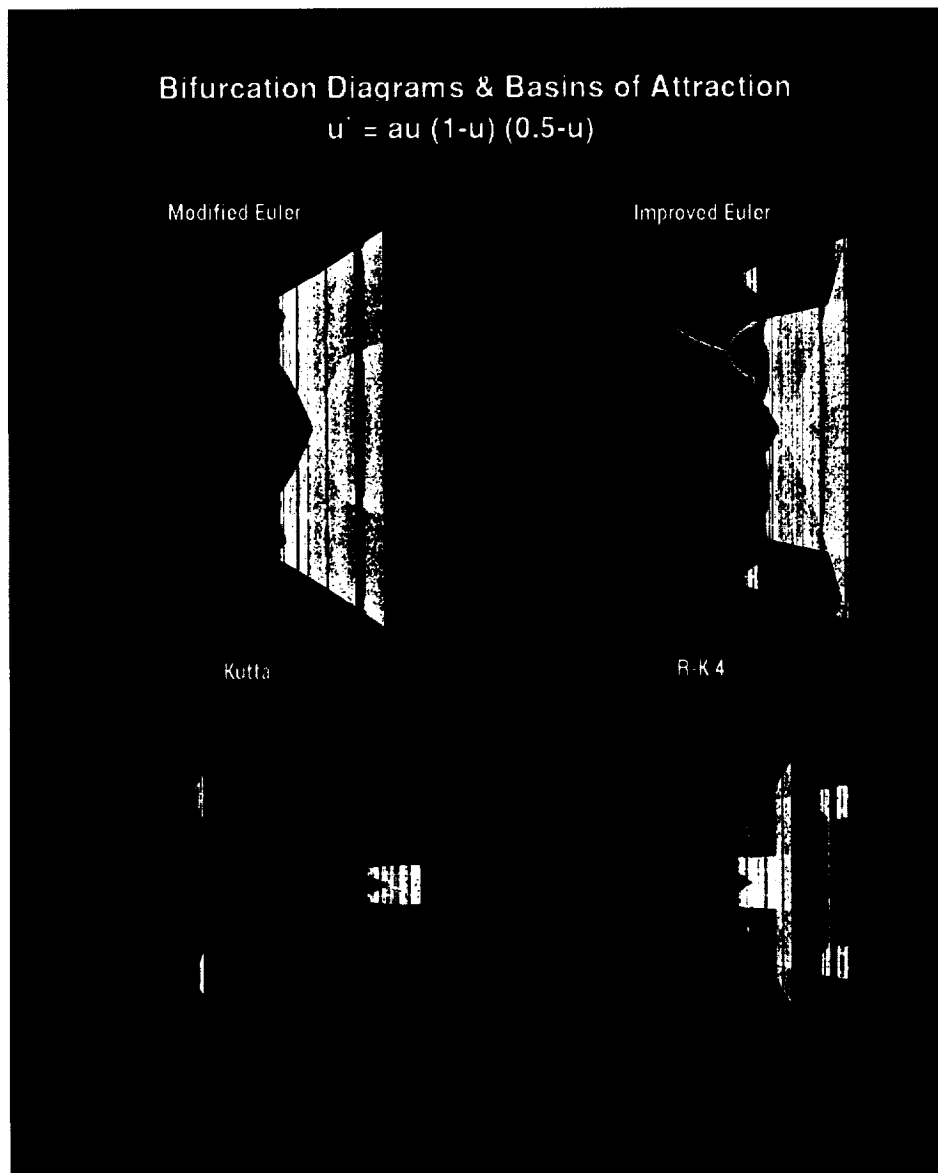 Bifurcation Diagrams & Basins of Attraction
u' = au (1-u) (0.5-u)
Modified Euler
Improved Euler
Kutta
R-K 4